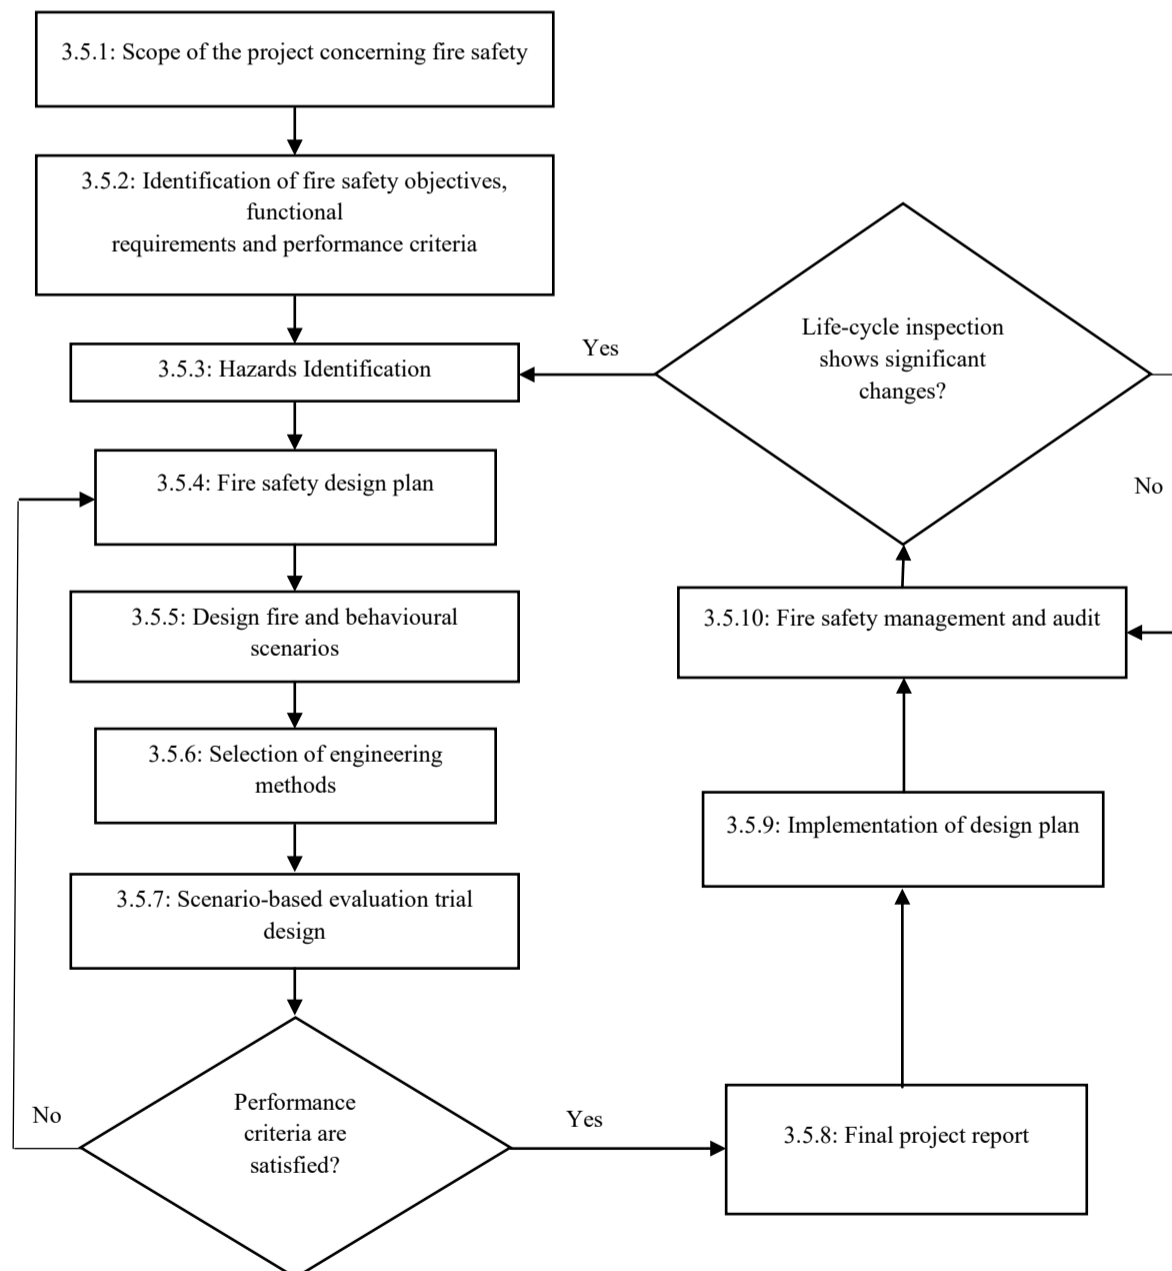 3.5.1: Scope of the project concerning fire safety
3.5.2: Identification of fire safety objectives,
functional
requirements and performance criteria
3.5.3: Hazards Identification
3.5.4: Fire safety design plan
3.5.5: Design fire and behavioural
scenarios
3.5.6: Selection of engineering
methods
3.5.7: Scenario-based evaluation trial
design
Performance
criteria are
satisfied?
No
Yes
3.5.8: Final project report
3.5.9: Implementation of design plan
3.5.10: Fire safety management and audit
Life-cycle inspection
shows significant
changes?
Yes
No